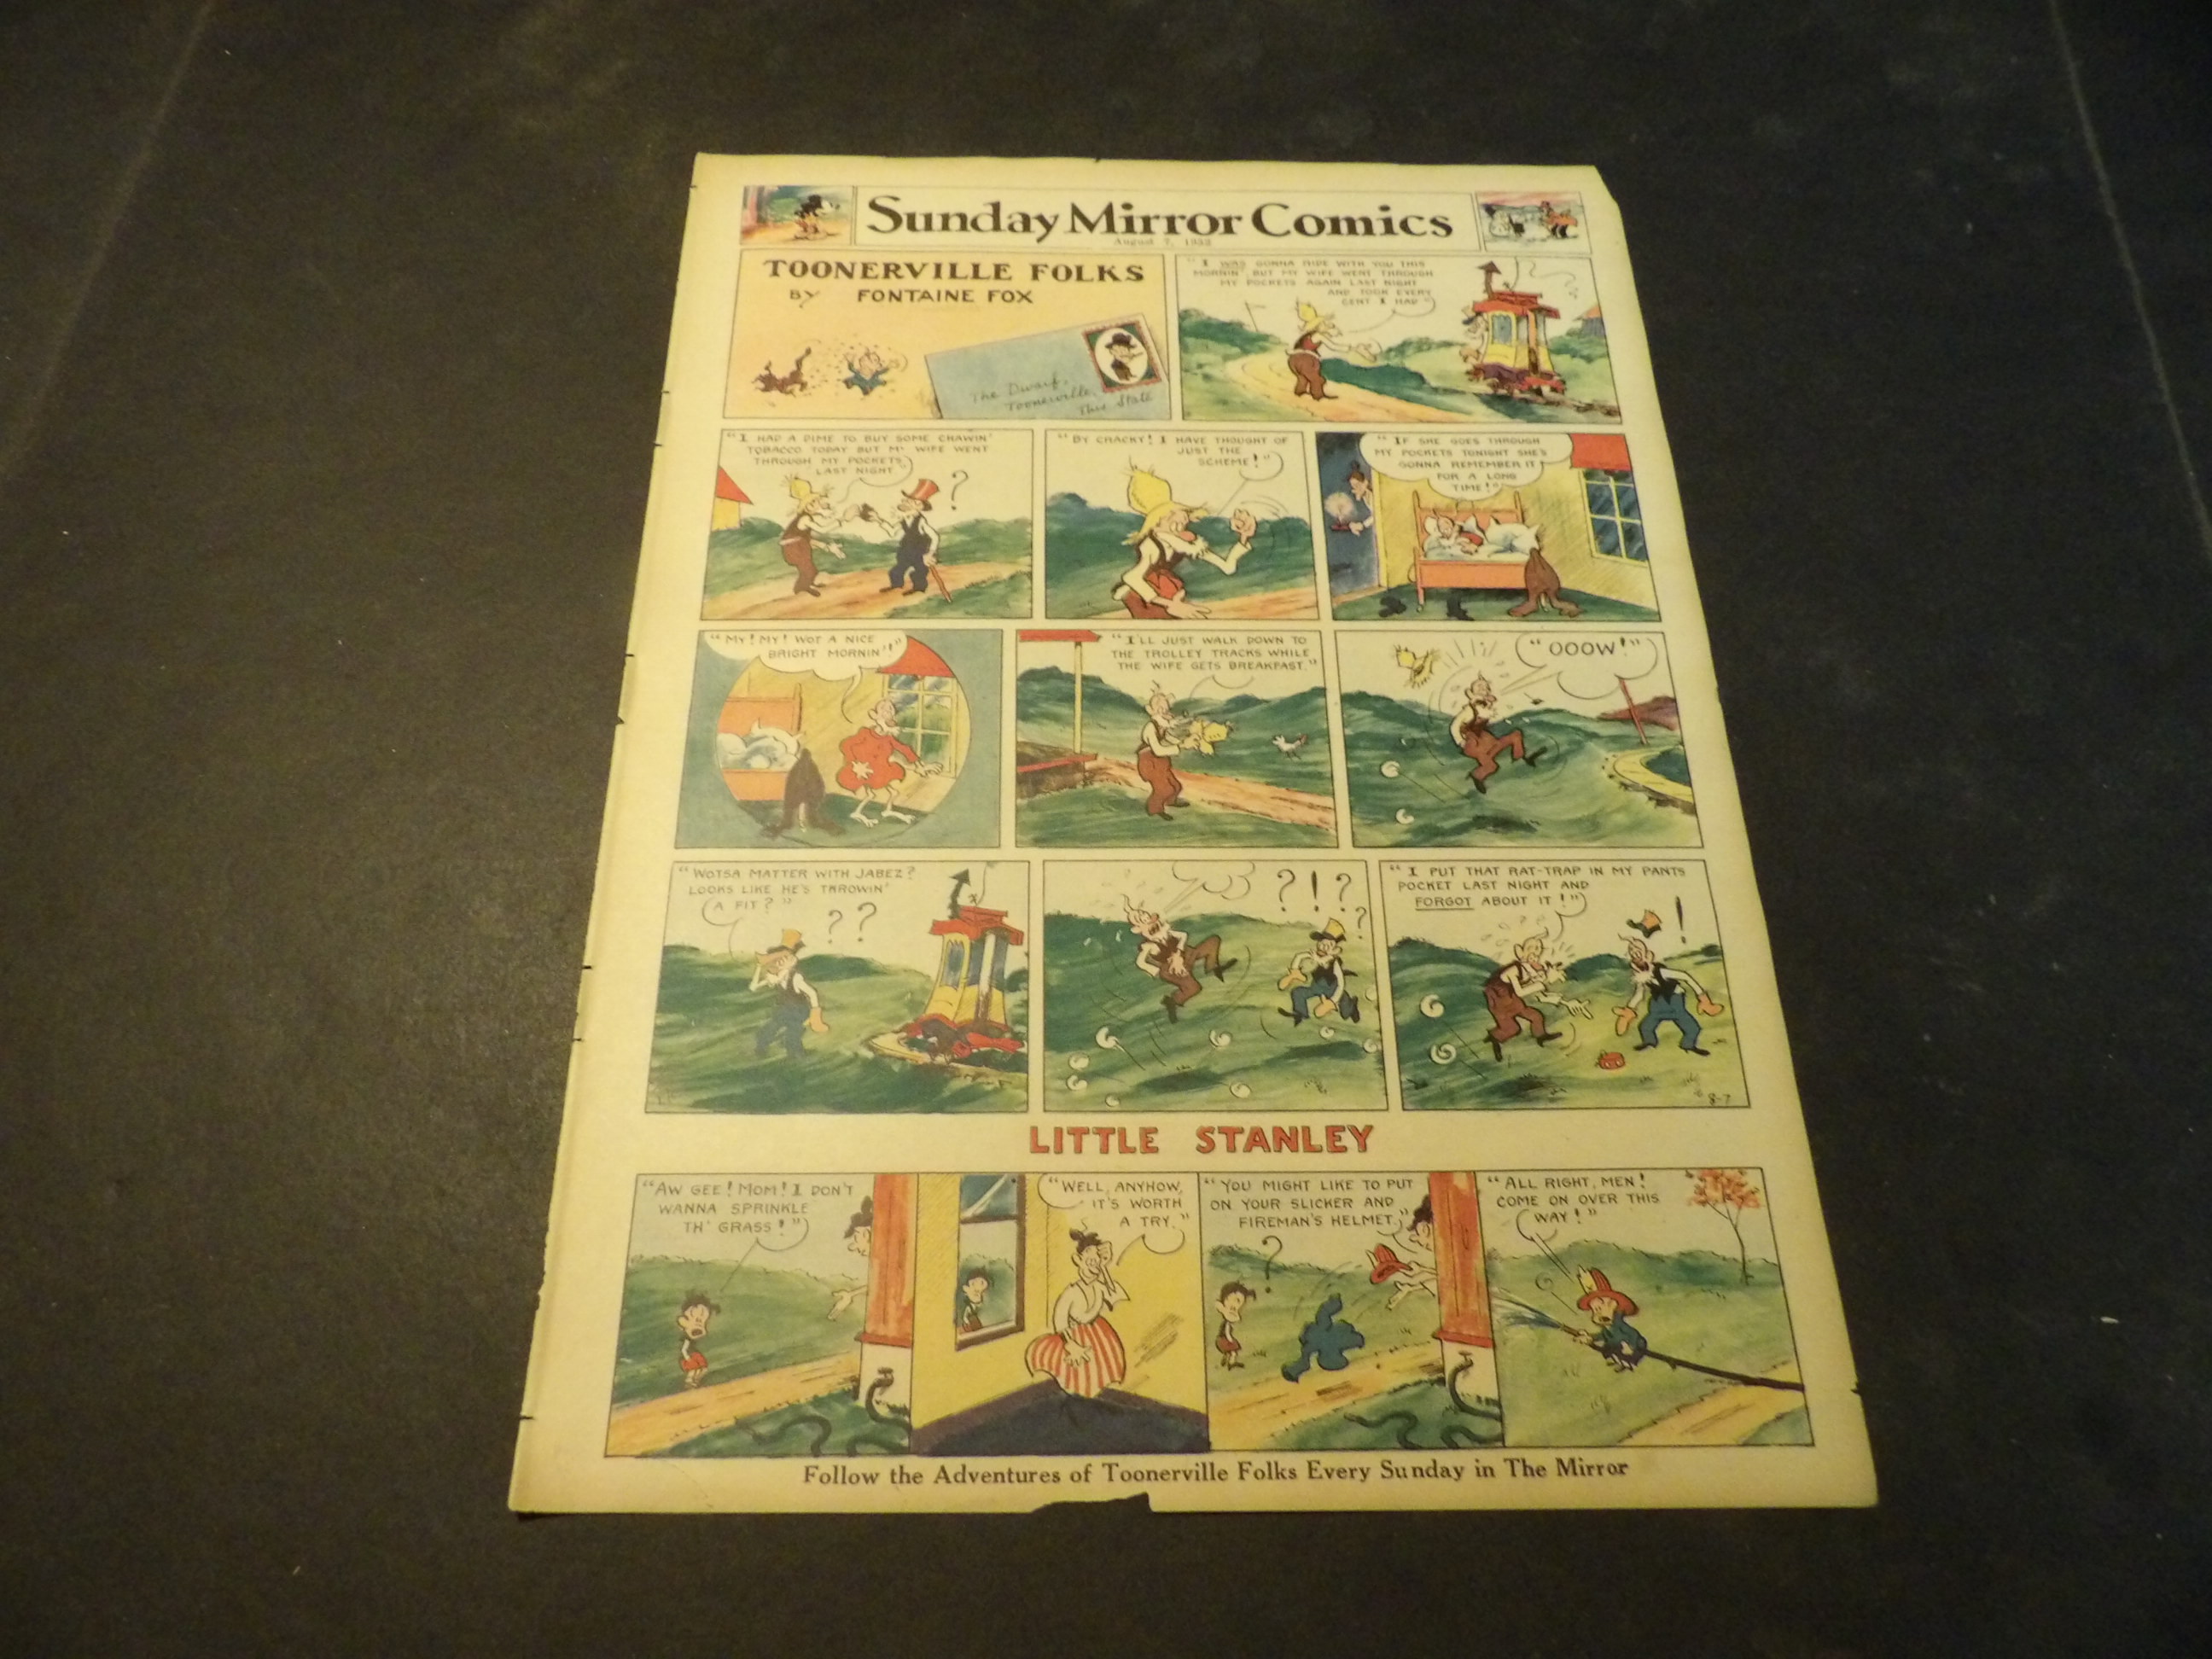 Sunday Mirror Comics
August 7, 1932
TOONERVILLE FOLKS
BY FONTAINE FOX
The Dwarf,
Toonerville,
This State
"I WAS GONNA RIDE WITH YOU THIS
MORNIN' BUT MY WIFE WENT THROUGH
MY POCKETS AGAIN LAST NIGHT
AND TOOK EVERY
CENT I HAD"
"I HAD A DIME TO BUY SOME CHAWIN'
TOBACCO TODAY BUT MY WIFE WENT
THROUGH MY POCKETS
LAST NIGHT"
?
"BY CRACKY! I HAVE THOUGHT OF
JUST THE
SCHEME!"
"IF SHE GOES THROUGH
MY POCKETS TONIGHT SHE'S
GONNA REMEMBER IT
FOR A LONG
TIME!"
"MY! MY! WOT A NICE
BRIGHT MORNIN'!"
"I'LL JUST WALK DOWN TO
THE TROLLEY TRACKS WHILE
THE WIFE GETS BREAKFAST."
"OOOW!"
"WOTSA MATTER WITH JABEZ?
LOOKS LIKE HE'S THROWIN'
A FIT?"
??
?!?
?
"I PUT THAT RAT-TRAP IN MY PANTS
POCKET LAST NIGHT AND
FORGOT ABOUT IT!"
!
8-7
LITTLE STANLEY
"AW GEE! MOM! I DON'T
WANNA SPRINKLE
TH' GRASS!"
"WELL, ANYHOW,
IT'S WORTH
A TRY."
"YOU MIGHT LIKE TO PUT
ON YOUR SLICKER AND
FIREMAN'S HELMET."
?
"ALL RIGHT, MEN!
COME ON OVER THIS
WAY!"
Follow the Adventures of Toonerville Folks Every Sunday in The Mirror